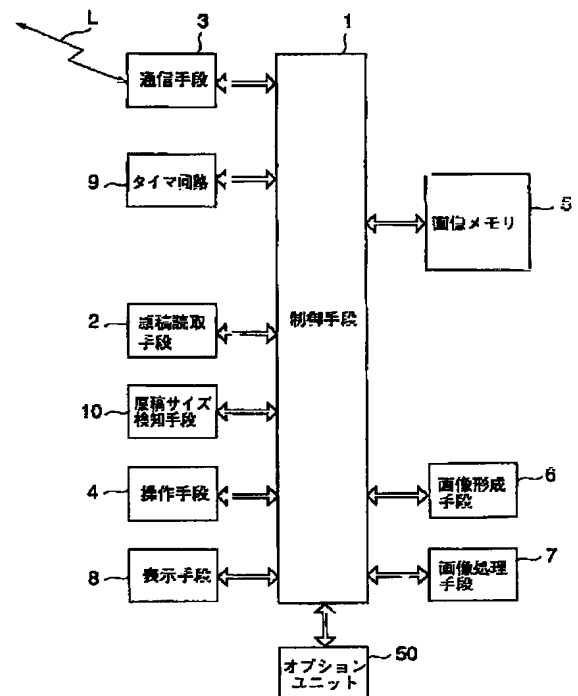 L
3
1
通信手段
9
タイマ回路
画像メモリ
5
2
原稿読取
手段
制御手段
10
原稿サイズ
検知手段
4
操作手段
画像形成
手段
6
8
表示手段
画像処理
手段
7
50
オプション
ユニット